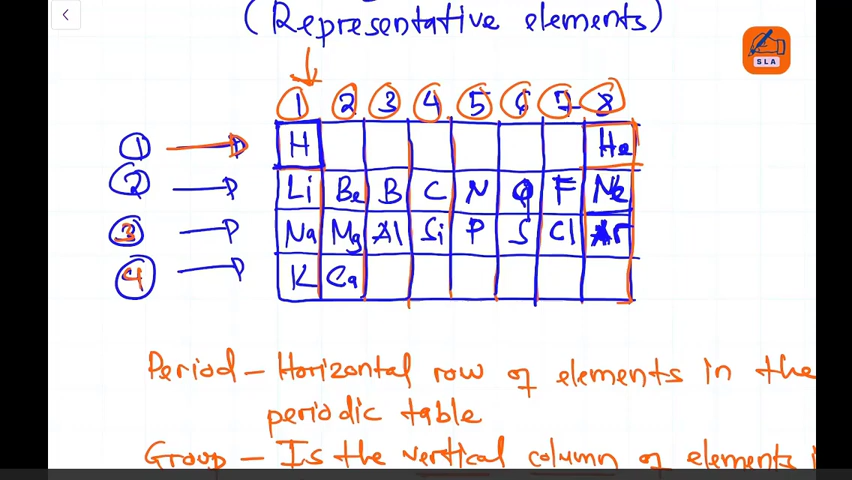 (Representative elements)
SLA
1 2 3 4 5 6 7 8
1 H He
2 Li Be B C N O F Ne
3 Na Mg Al Si P S Cl Ar
4 K Ca
Period - Horizontal row of elements in the
periodic table
Group - Is the vertical column of elements